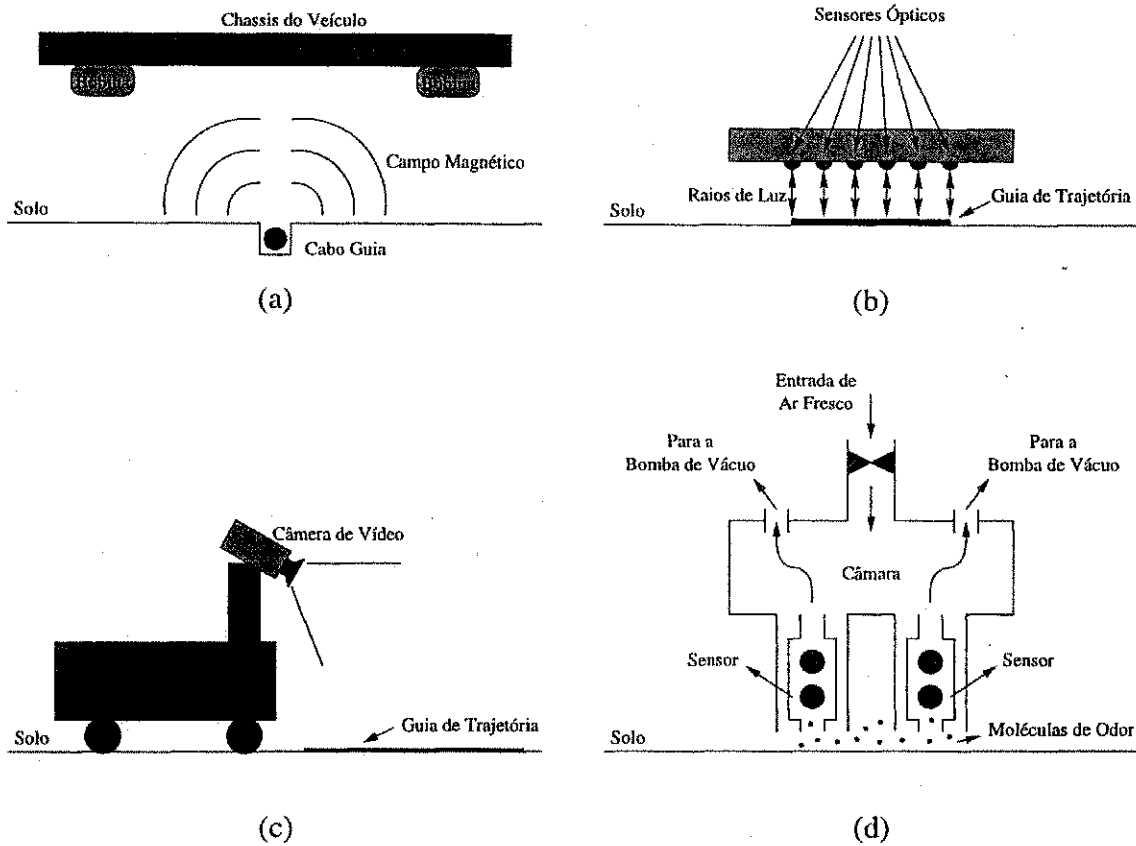 Chassis do Veículo
Campo Magnético
Solo
Cabo Guia
(a)
Sensores Ópticos
Raios de Luz
Guia de Trajetória
Solo
(b)
Câmera de Vídeo
Guia de Trajetória
Solo
(c)
Entrada de
Ar Fresco
Para a
Bomba de Vácuo
Para a
Bomba de Vácuo
Câmara
Sensor
Sensor
Moléculas de Odor
Solo
(d)